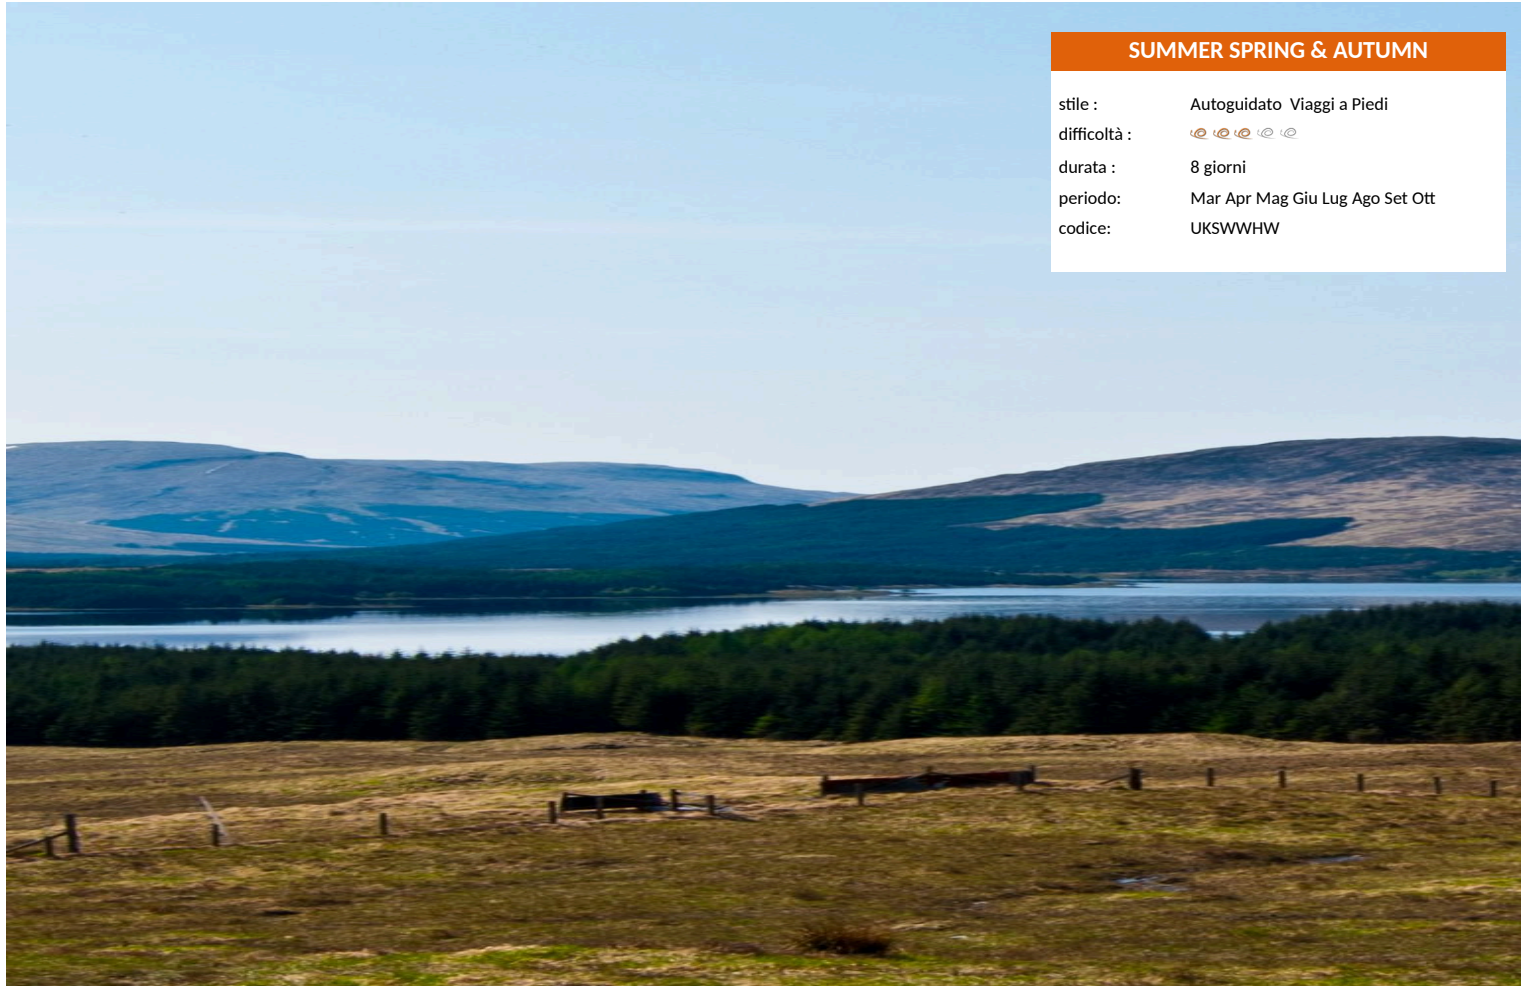 SUMMER SPRING & AUTUMN
stile : Autoguidato  Viaggi a Piedi
difficoltà :
durata : 8 giorni
periodo: Mar Apr Mag Giu Lug Ago Set Ott
codice: UKSWWHW